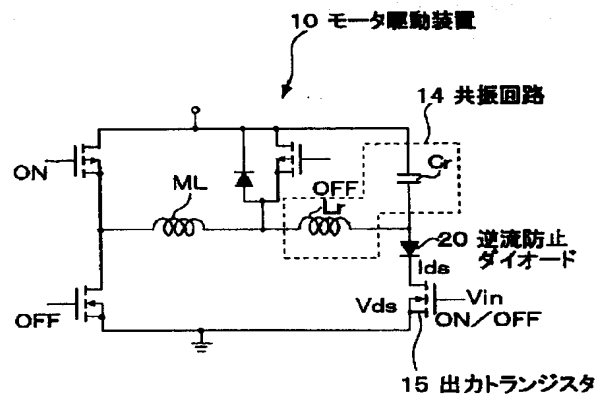 10 モータ駆動装置
14 共振回路
ON
ML
OFF
Lr
Cr
20 逆流防止
ダイオード
Ids
OFF
Vds
Vin
ON/OFF
15 出力トランジスタ